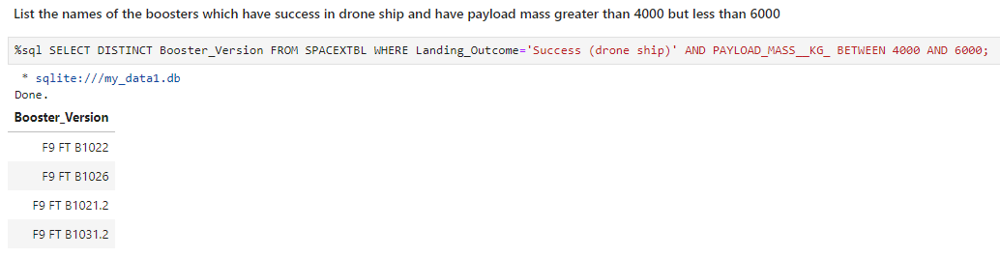 List the names of the boosters which have success in drone ship and have payload mass greater than 4000 but less than 6000
%sql SELECT DISTINCT Booster_Version FROM SPACEXTBL WHERE Landing_Outcome='Success (drone ship)' AND PAYLOAD_MASS__KG_ BETWEEN 4000 AND 6000;
* sqlite:///my_data1.db
Done.
Booster_Version
F9 FT B1022
F9 FT B1026
F9 FT B1021.2
F9 FT B1031.2